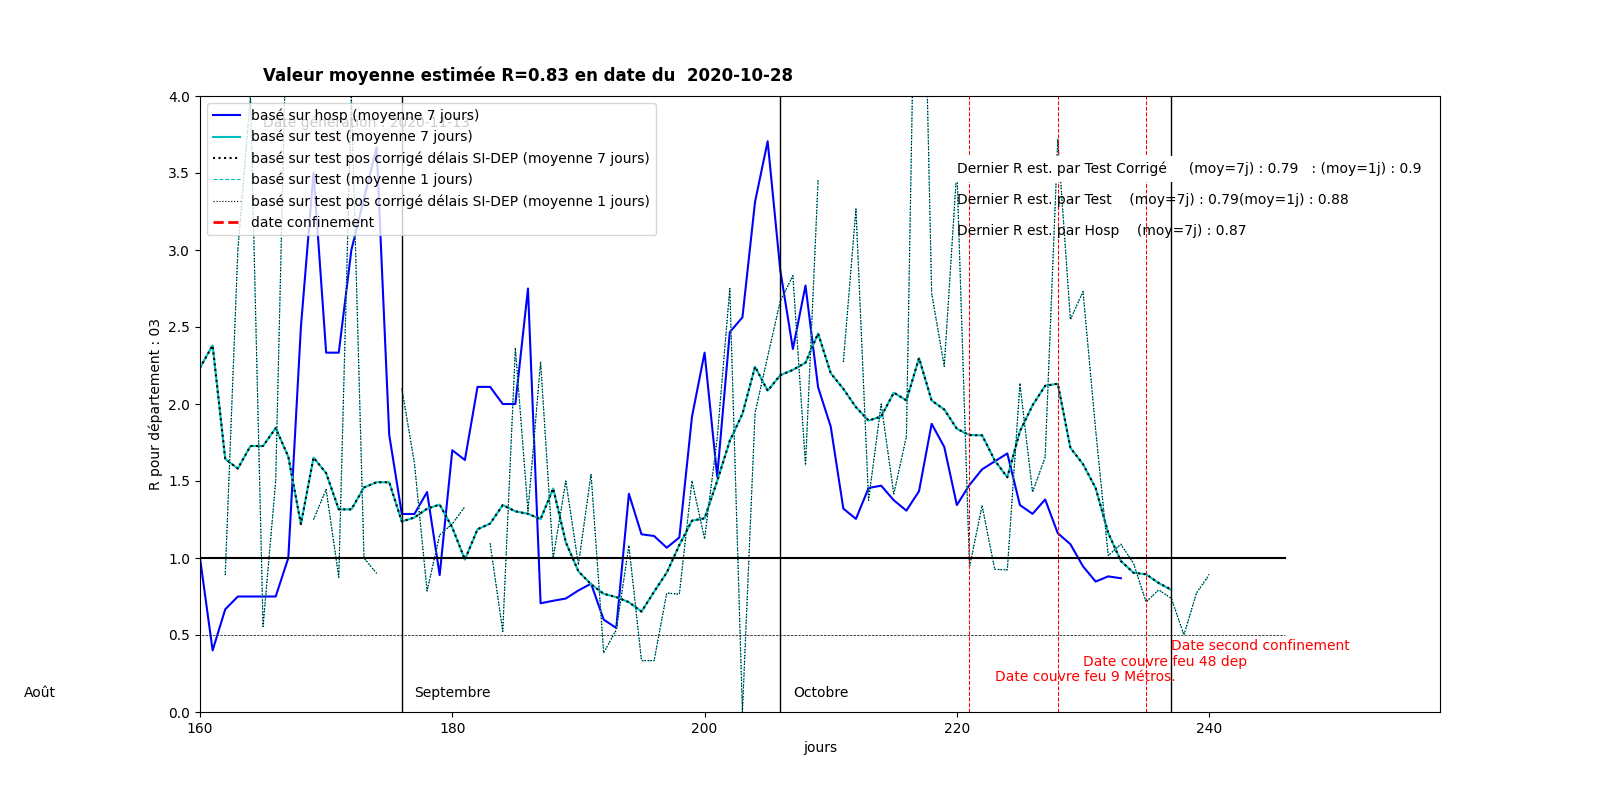 Valeur moyenne estimée R=0.83 en date du  2020-10-28
Date generation : 2020-11-13
basé sur hosp (moyenne 7 jours)
basé sur test (moyenne 7 jours)
basé sur test pos corrigé délais SI-DEP (moyenne 7 jours)
basé sur test (moyenne 1 jours)
basé sur test pos corrigé délais SI-DEP (moyenne 1 jours)
date confinement
Dernier R est. par Test Corrigé (moy=7j) : 0.79 : (moy=1j) : 0.9
Dernier R est. par Test (moy=7j) : 0.79(moy=1j) : 0.88
Dernier R est. par Hosp (moy=7j) : 0.87
4.0
3.5
3.0
2.5
2.0
1.5
1.0
0.5
0.0
R pour département : 03
Date second confinement
Date couvre feu 48 dep
Date couvre feu 9 Métros.
Août
Septembre
Octobre
160
180
200
220
240
jours